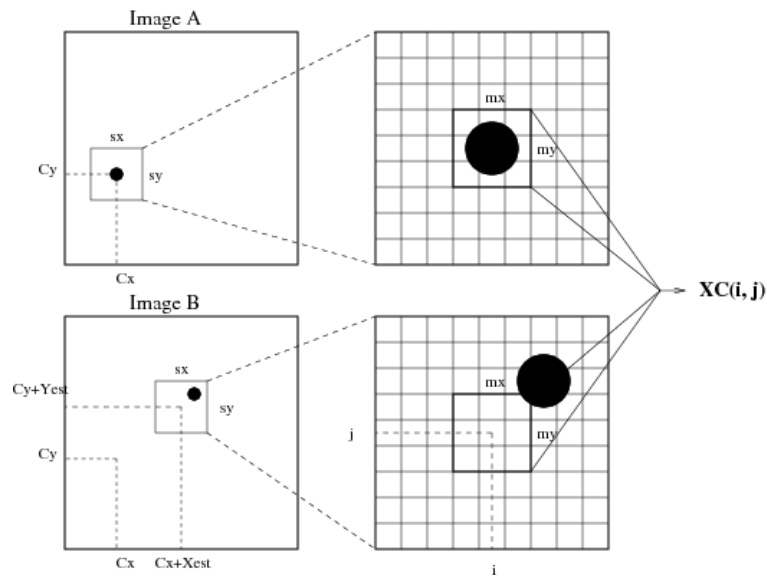 Image A
sx
Cy
sy
Cx
mx
my
XC(i, j)
Image B
sx
Cy+Yest
sy
Cy
Cx
Cx+Xest
mx
j
my
i